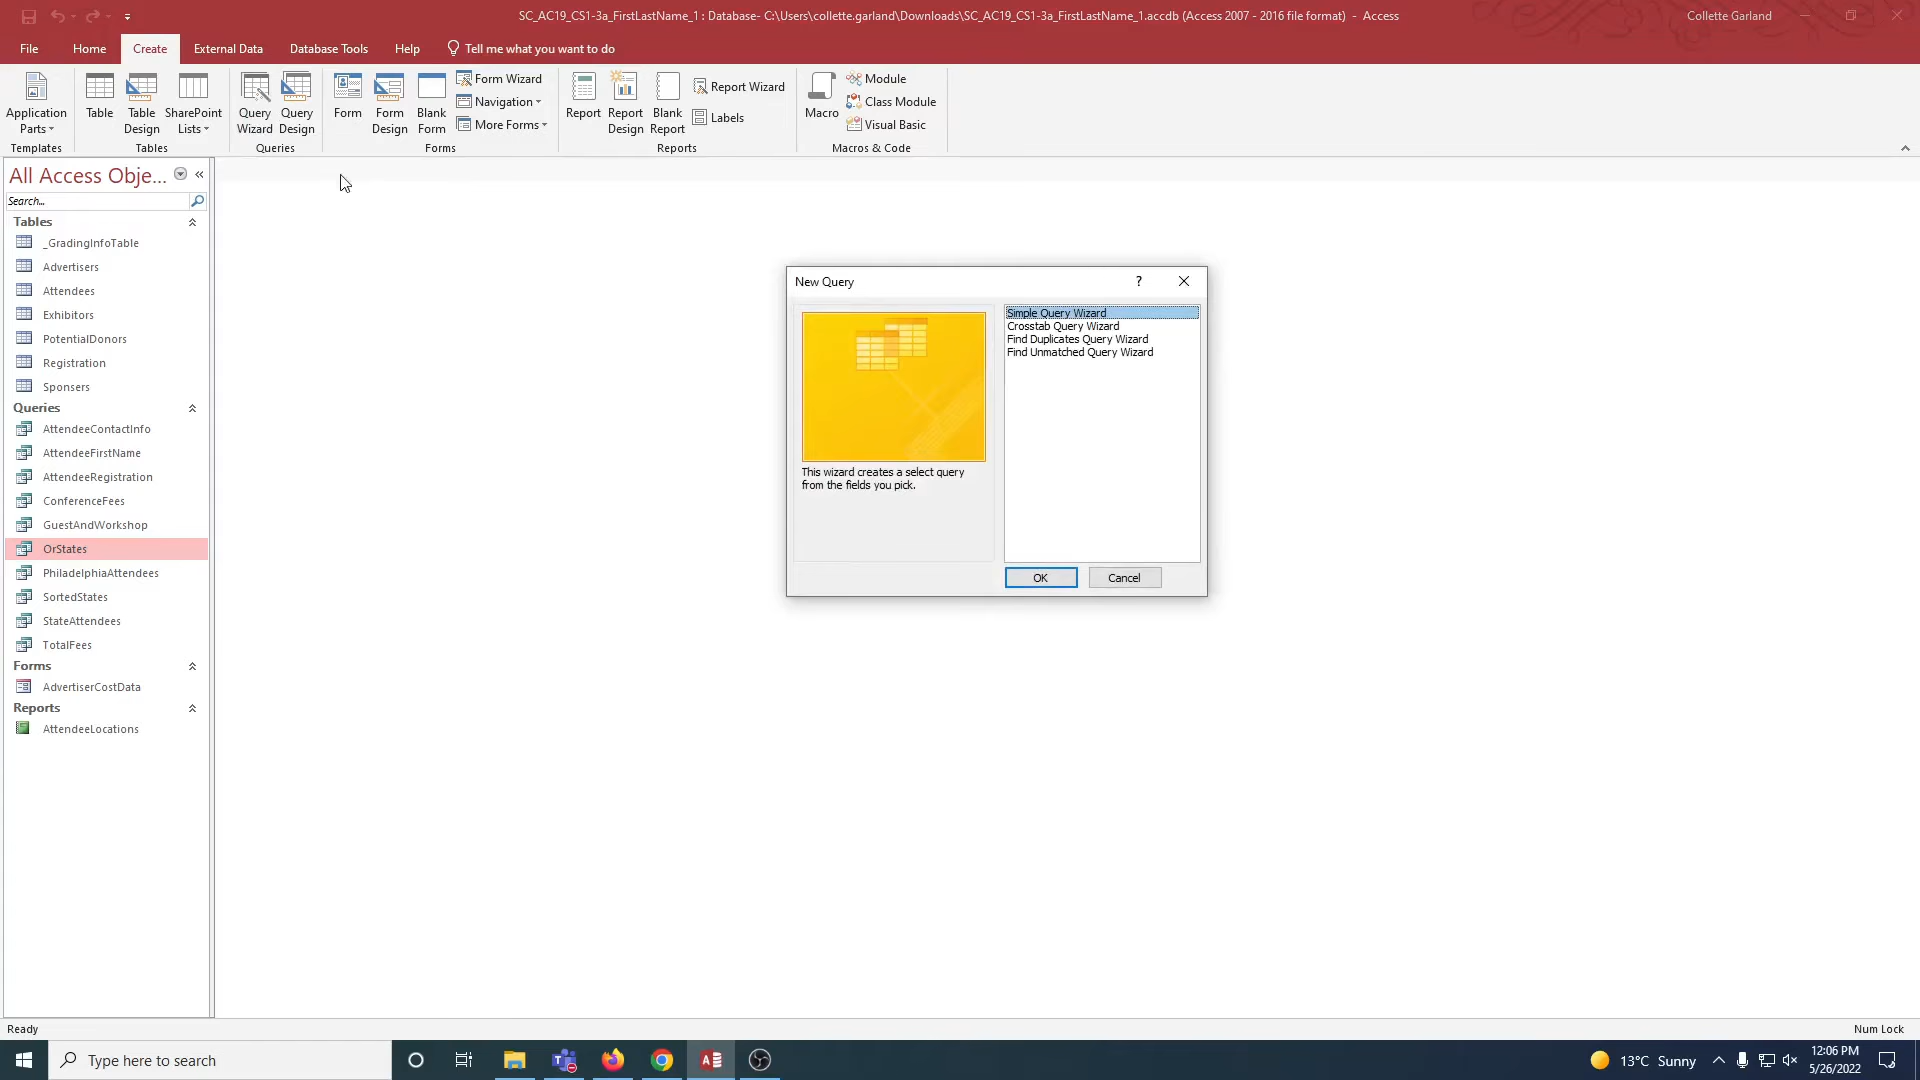 SC_AC19_CS1-3a_FirstLastName_1 : Database- C:\Users\collette.garland\Downloads\SC_AC19_CS1-3a_FirstLastName_1.accdb (Access 2007 - 2016 file format) - Access
Collette Garland
File
Home
Create
External Data
Database Tools
Help
Tell me what you want to do
Application
Parts
Table
Table
Design
SharePoint
Lists
Query
Wizard
Query
Design
Form
Form
Design
Blank
Form
Form Wizard
Navigation
More Forms
Report
Report
Design
Blank
Report
Report Wizard
Labels
Macro
Module
Class Module
Visual Basic
Templates
Tables
Queries
Forms
Reports
Macros & Code
All Access Obje...
Search...
Tables
_GradingInfoTable
Advertisers
Attendees
Exhibitors
PotentialDonors
Registration
Sponsers
Queries
AttendeeContactInfo
AttendeeFirstName
AttendeeRegistration
ConferenceFees
GuestAndWorkshop
OrStates
PhiladelphiaAttendees
SortedStates
StateAttendees
TotalFees
Forms
AdvertiserCostData
Reports
AttendeeLocations
New Query
?
Simple Query Wizard
Crosstab Query Wizard
Find Duplicates Query Wizard
Find Unmatched Query Wizard
This wizard creates a select query
from the fields you pick.
OK
Cancel
Ready
Num Lock
Type here to search
13°C Sunny
12:06 PM
5/26/2022